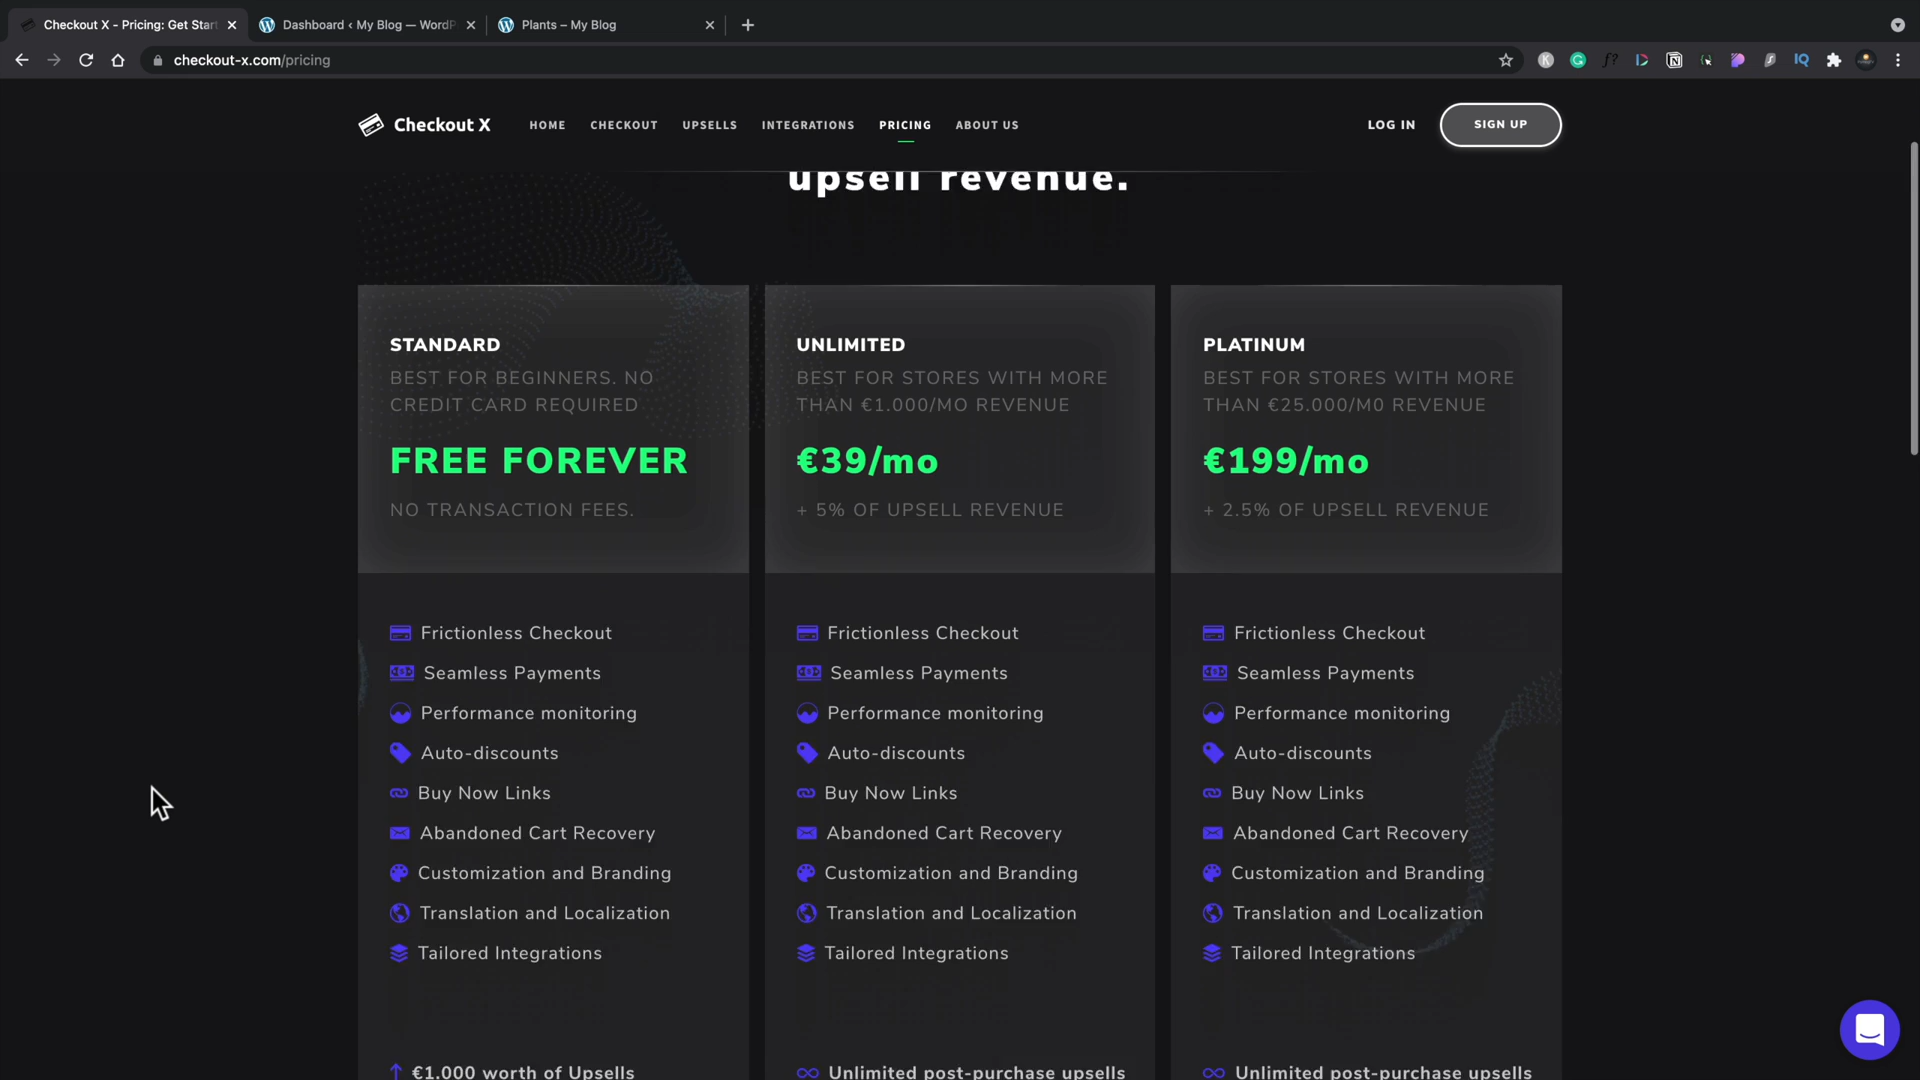 Checkout X - Pricing: Get Start
Dashboard ‹ My Blog — WordP
Plants – My Blog
checkout-x.com/pricing
Checkout X
HOME
CHECKOUT
UPSELLS
INTEGRATIONS
PRICING
ABOUT US
LOG IN
SIGN UP
upsell revenue.
STANDARD
BEST FOR BEGINNERS. NO
CREDIT CARD REQUIRED
FREE FOREVER
NO TRANSACTION FEES.
Frictionless Checkout
Seamless Payments
Performance monitoring
Auto-discounts
Buy Now Links
Abandoned Cart Recovery
Customization and Branding
Translation and Localization
Tailored Integrations
€1.000 worth of Upsells
UNLIMITED
BEST FOR STORES WITH MORE
THAN €1.000/MO REVENUE
€39/mo
+ 5% OF UPSELL REVENUE
Frictionless Checkout
Seamless Payments
Performance monitoring
Auto-discounts
Buy Now Links
Abandoned Cart Recovery
Customization and Branding
Translation and Localization
Tailored Integrations
Unlimited post-purchase upsells
PLATINUM
BEST FOR STORES WITH MORE
THAN €25.000/M0 REVENUE
€199/mo
+ 2.5% OF UPSELL REVENUE
Frictionless Checkout
Seamless Payments
Performance monitoring
Auto-discounts
Buy Now Links
Abandoned Cart Recovery
Customization and Branding
Translation and Localization
Tailored Integrations
Unlimited post-purchase upsells